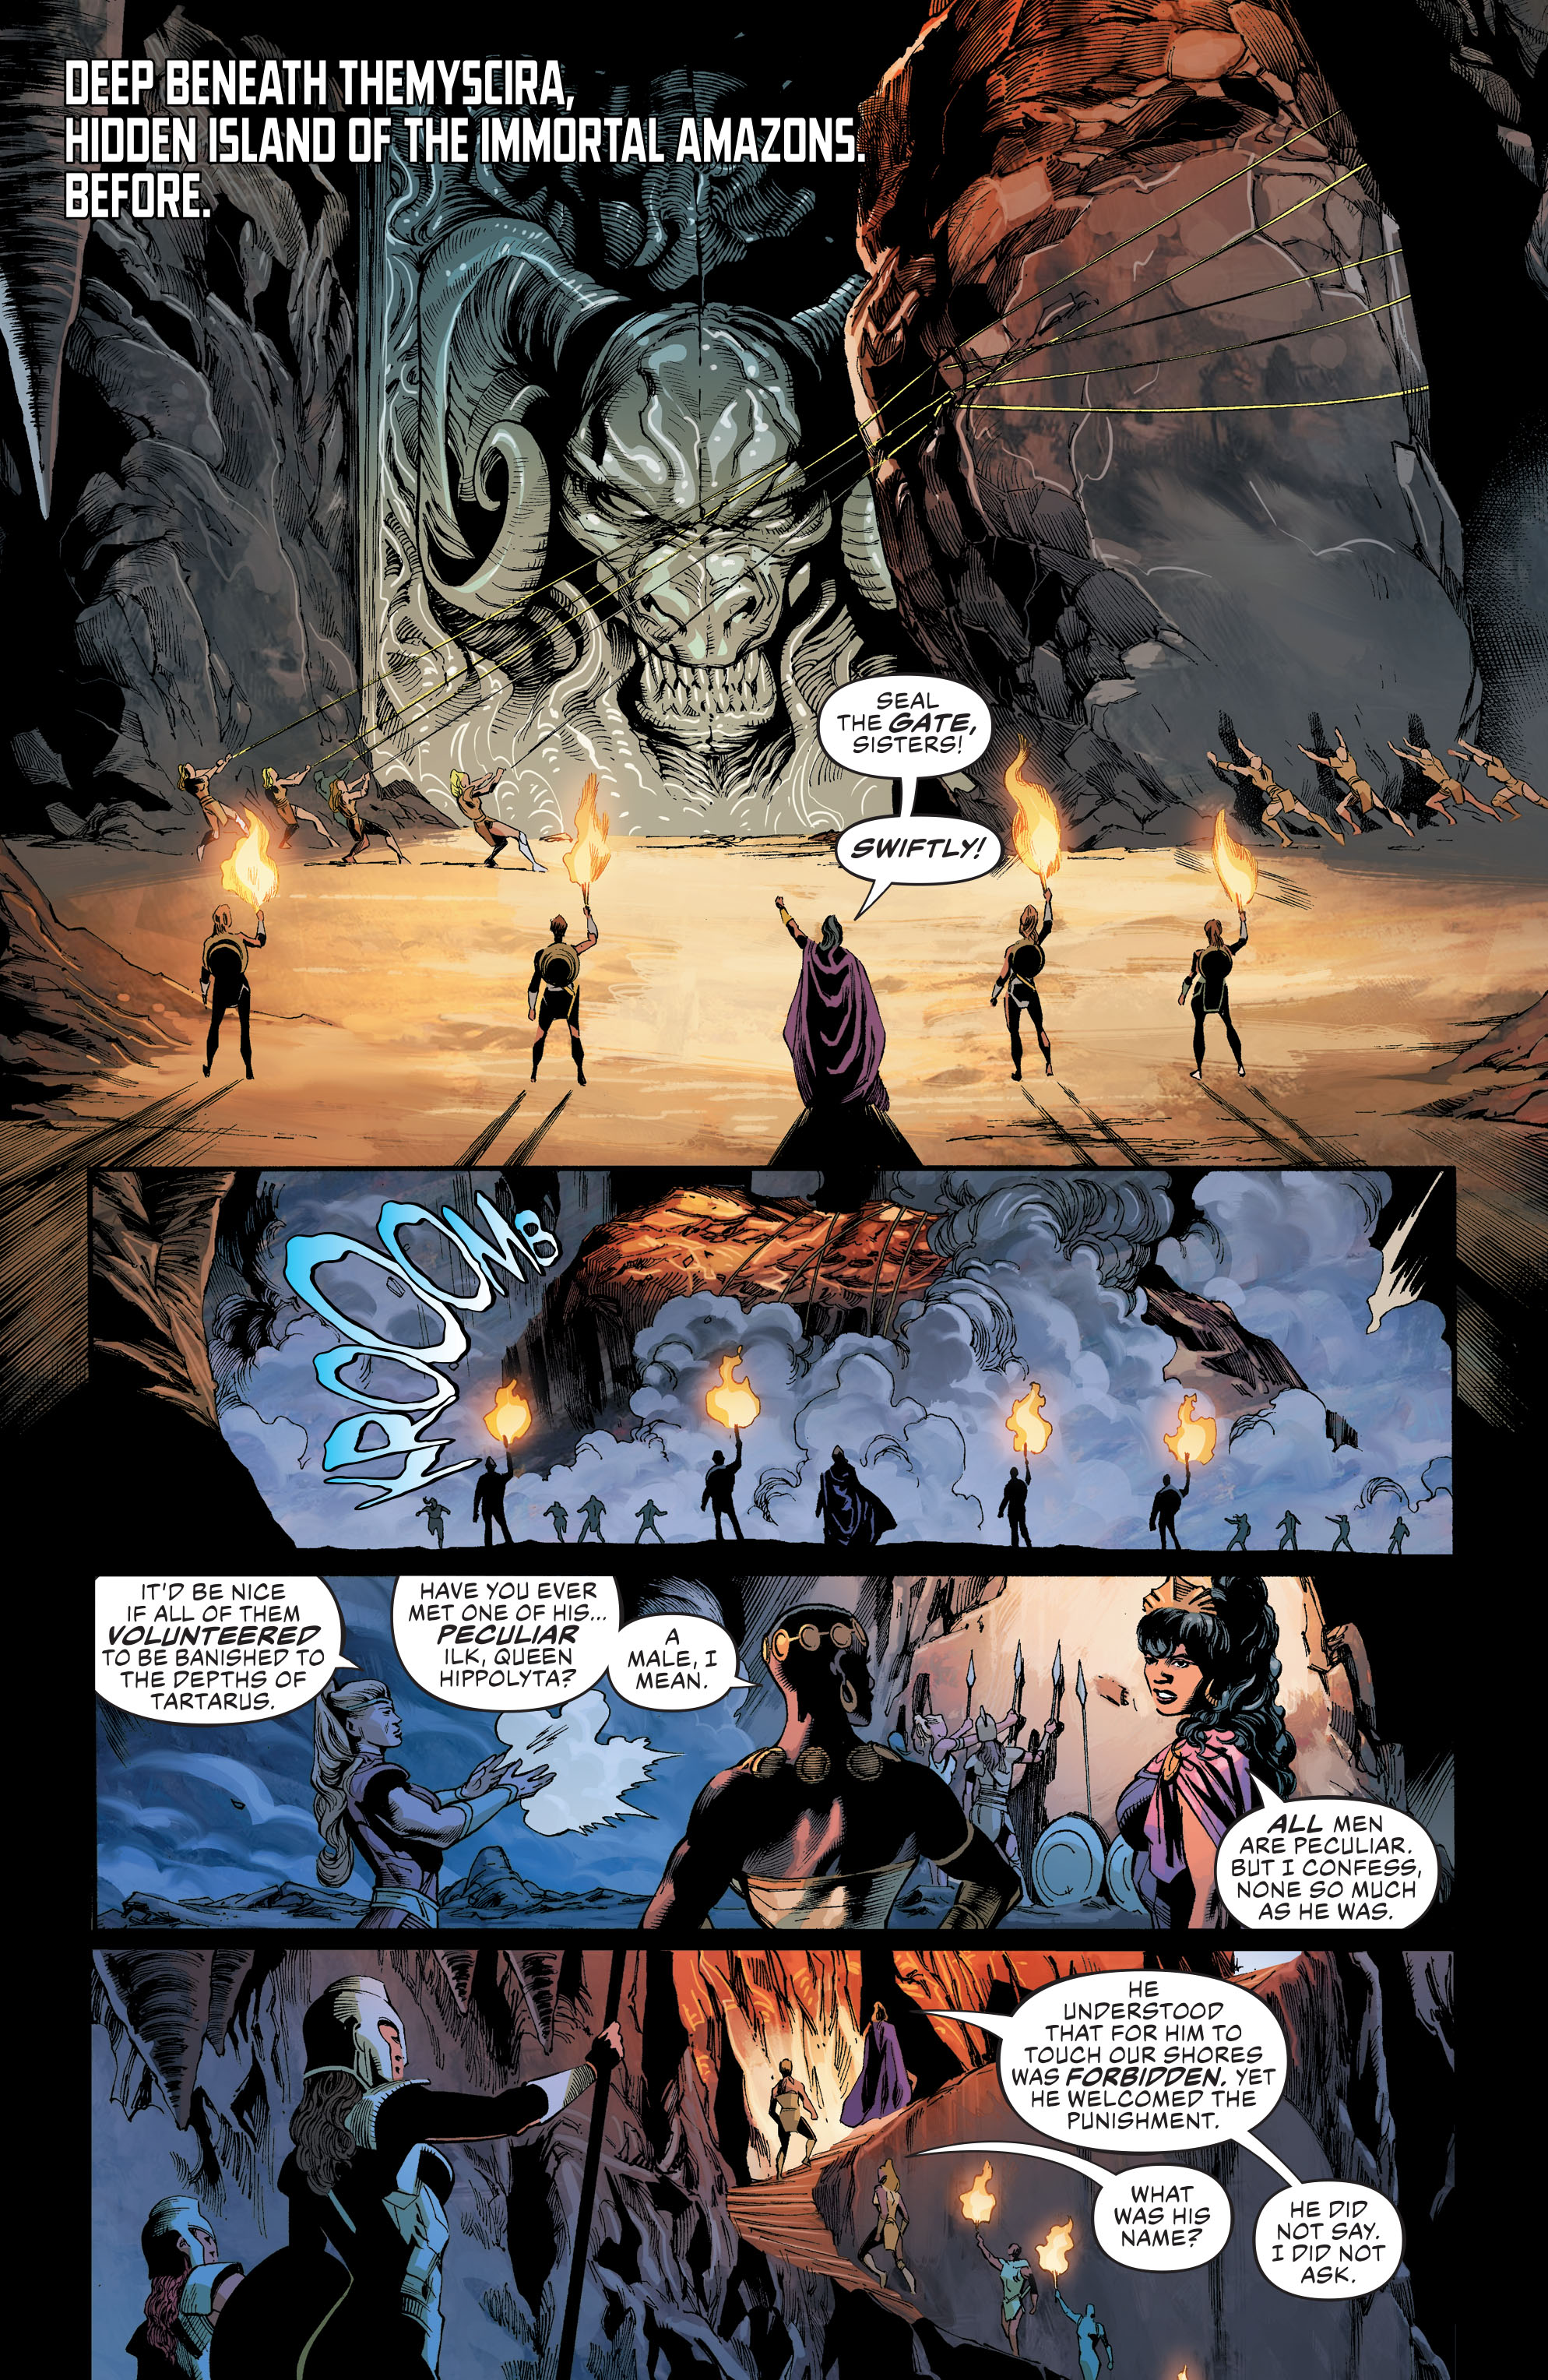 DEEP BENEATH THEMYSCIRA,
HIDDEN ISLAND OF THE IMMORTAL AMAZONS.
BEFORE.
SEAL
THE GATE,
SISTERS!
SWIFTLY!
KROOOMB
IT'D BE NICE
IF ALL OF THEM
VOLUNTEERED
TO BE BANISHED TO
THE DEPTHS OF
TARTARUS.
HAVE YOU EVER
MET ONE OF HIS...
PECULIAR
ILK, QUEEN
HIPPOLYTA?
A
MALE, I
MEAN.
ALL MEN
ARE PECULIAR.
BUT I CONFESS,
NONE SO MUCH
AS HE WAS.
HE
UNDERSTOOD
THAT FOR HIM TO
TOUCH OUR SHORES
WAS FORBIDDEN. YET
HE WELCOMED THE
PUNISHMENT.
WHAT
WAS HIS
NAME?
HE DID
NOT SAY.
I DID NOT
ASK.